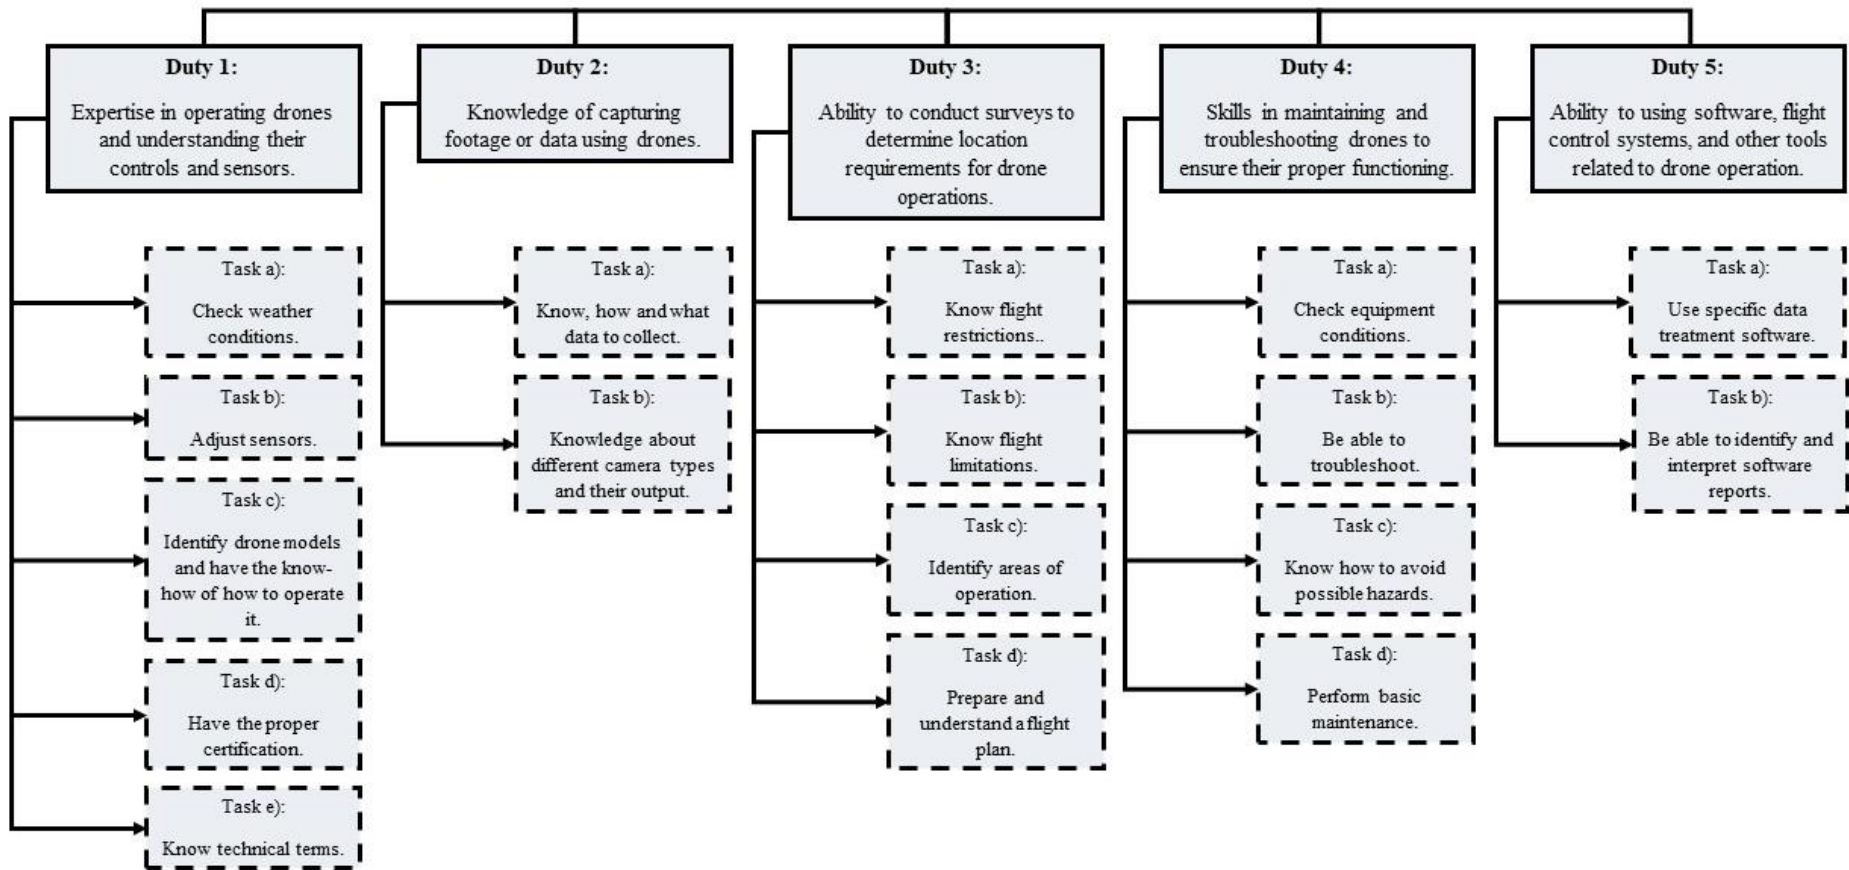 Duty 1:
Expertise in operating drones
and understanding their
controls and sensors.
Task a):
Check weather
conditions.
Task b):
Adjust sensors.
Task c):
Identify drone models
and have the know-
how of how to operate
it.
Task d):
Have the proper
certification.
Task e):
Know technical terms.
Duty 2:
Knowledge of capturing
footage or data using drones.
Task a):
Know, how and what
data to collect.
Task b):
Knowledge about
different camera types
and their output.
Duty 3:
Ability to conduct surveys to
determine location
requirements for drone
operations.
Task a):
Know flight
restrictions..
Task b):
Know flight
limitations.
Task c):
Identify areas of
operation.
Task d):
Prepare and
understand a flight
plan.
Duty 4:
Skills in maintaining and
troubleshooting drones to
ensure their proper functioning.
Task a):
Check equipment
conditions.
Task b):
Be able to
troubleshoot.
Task c):
Know how to avoid
possible hazards.
Task d):
Perform basic
maintenance.
Duty 5:
Ability to using software, flight
control systems, and other tools
related to drone operation.
Task a):
Use specific data
treatment software.
Task b):
Be able to identify and
interpret software
reports.